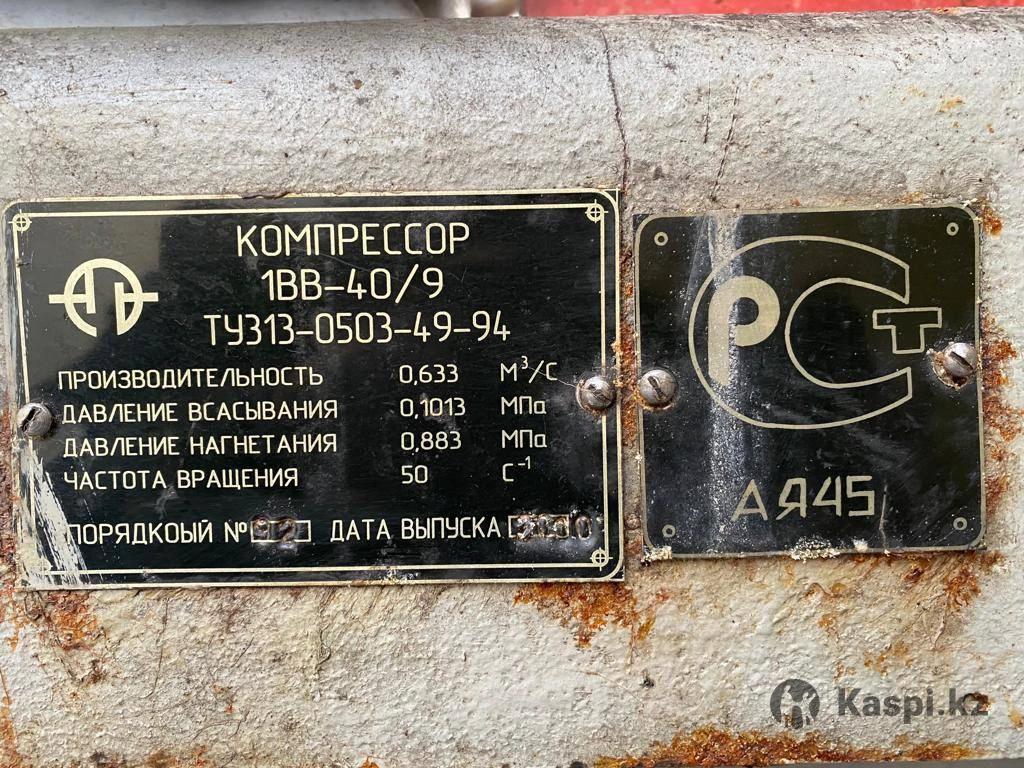 КОМПРЕССОР
1ВВ-40/9
ТУ313-0503-49-94
ПРОИЗВОДИТЕЛЬНОСТЬ 0,633 М³/С
ДАВЛЕНИЕ ВСАСЫВАНИЯ 0,1013 МПа
ДАВЛЕНИЕ НАГНЕТАНИЯ 0,883 МПа
ЧАСТОТА ВРАЩЕНИЯ 50 С⁻¹
ПОРЯДКОЫЙ № ДАТА ВЫПУСКА
РСТ
АЯ45
Kaspi.kz